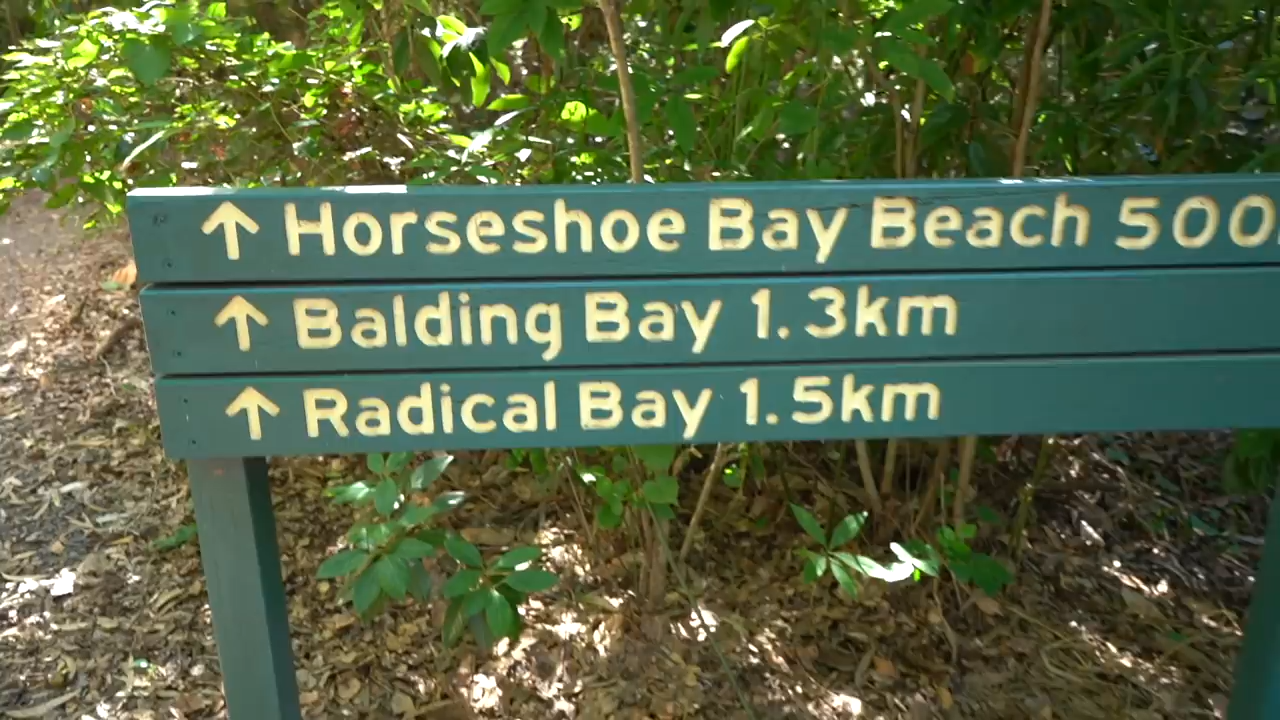 ↑ Horseshoe Bay Beach 500
↑ Balding Bay 1.3km
↑ Radical Bay 1.5km